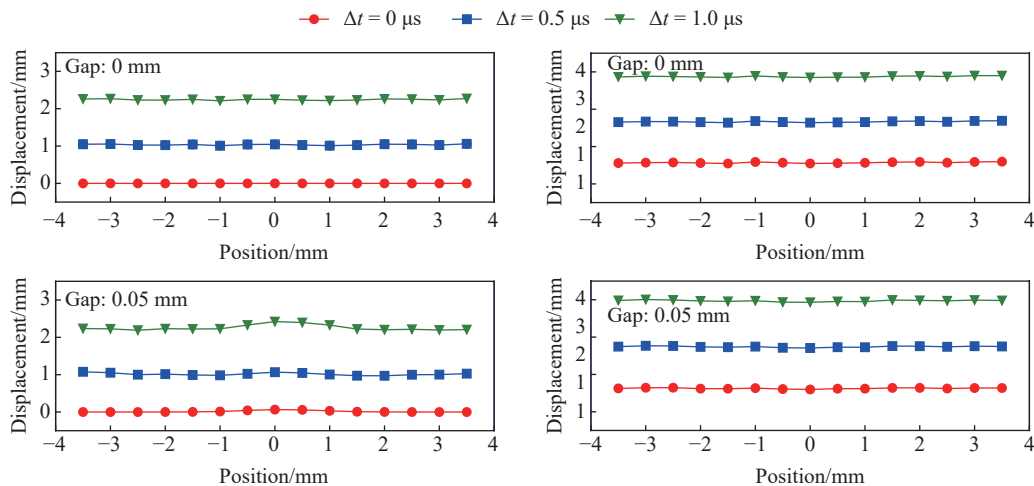 Δt = 0 μs Δt = 0.5 μs Δt = 1.0 μs
Gap: 0 mm
Displacement/mm
3
2
1
0
−4 −3 −2 −1 0 1 2 3 4
Position/mm
Gap: 0 mm
Displacement/mm
4
3
2
1
1
−4 −3 −2 −1 0 1 2 3 4
Position/mm
Gap: 0.05 mm
Displacement/mm
3
2
1
0
−4 −3 −2 −1 0 1 2 3 4
Position/mm
Gap: 0.05 mm
Displacement/mm
4
2
1
1
−4 −3 −2 −1 0 1 2 3 4
Position/mm